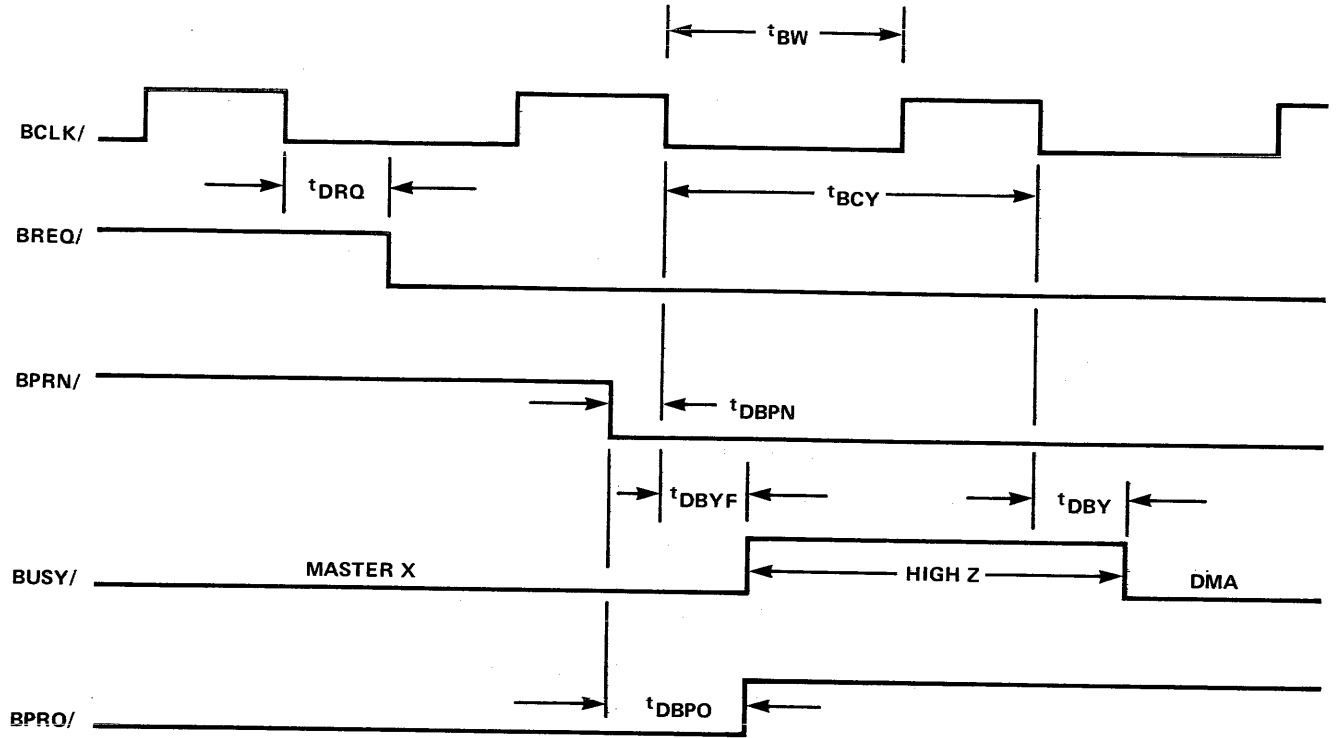 tBW
BCLK/
tDRQ
tBCY
BREQ/
BPRN/
tDBPN
tDBYF
tDBY
BUSY/ MASTER X HIGH Z DMA
tDBPO
BPRO/